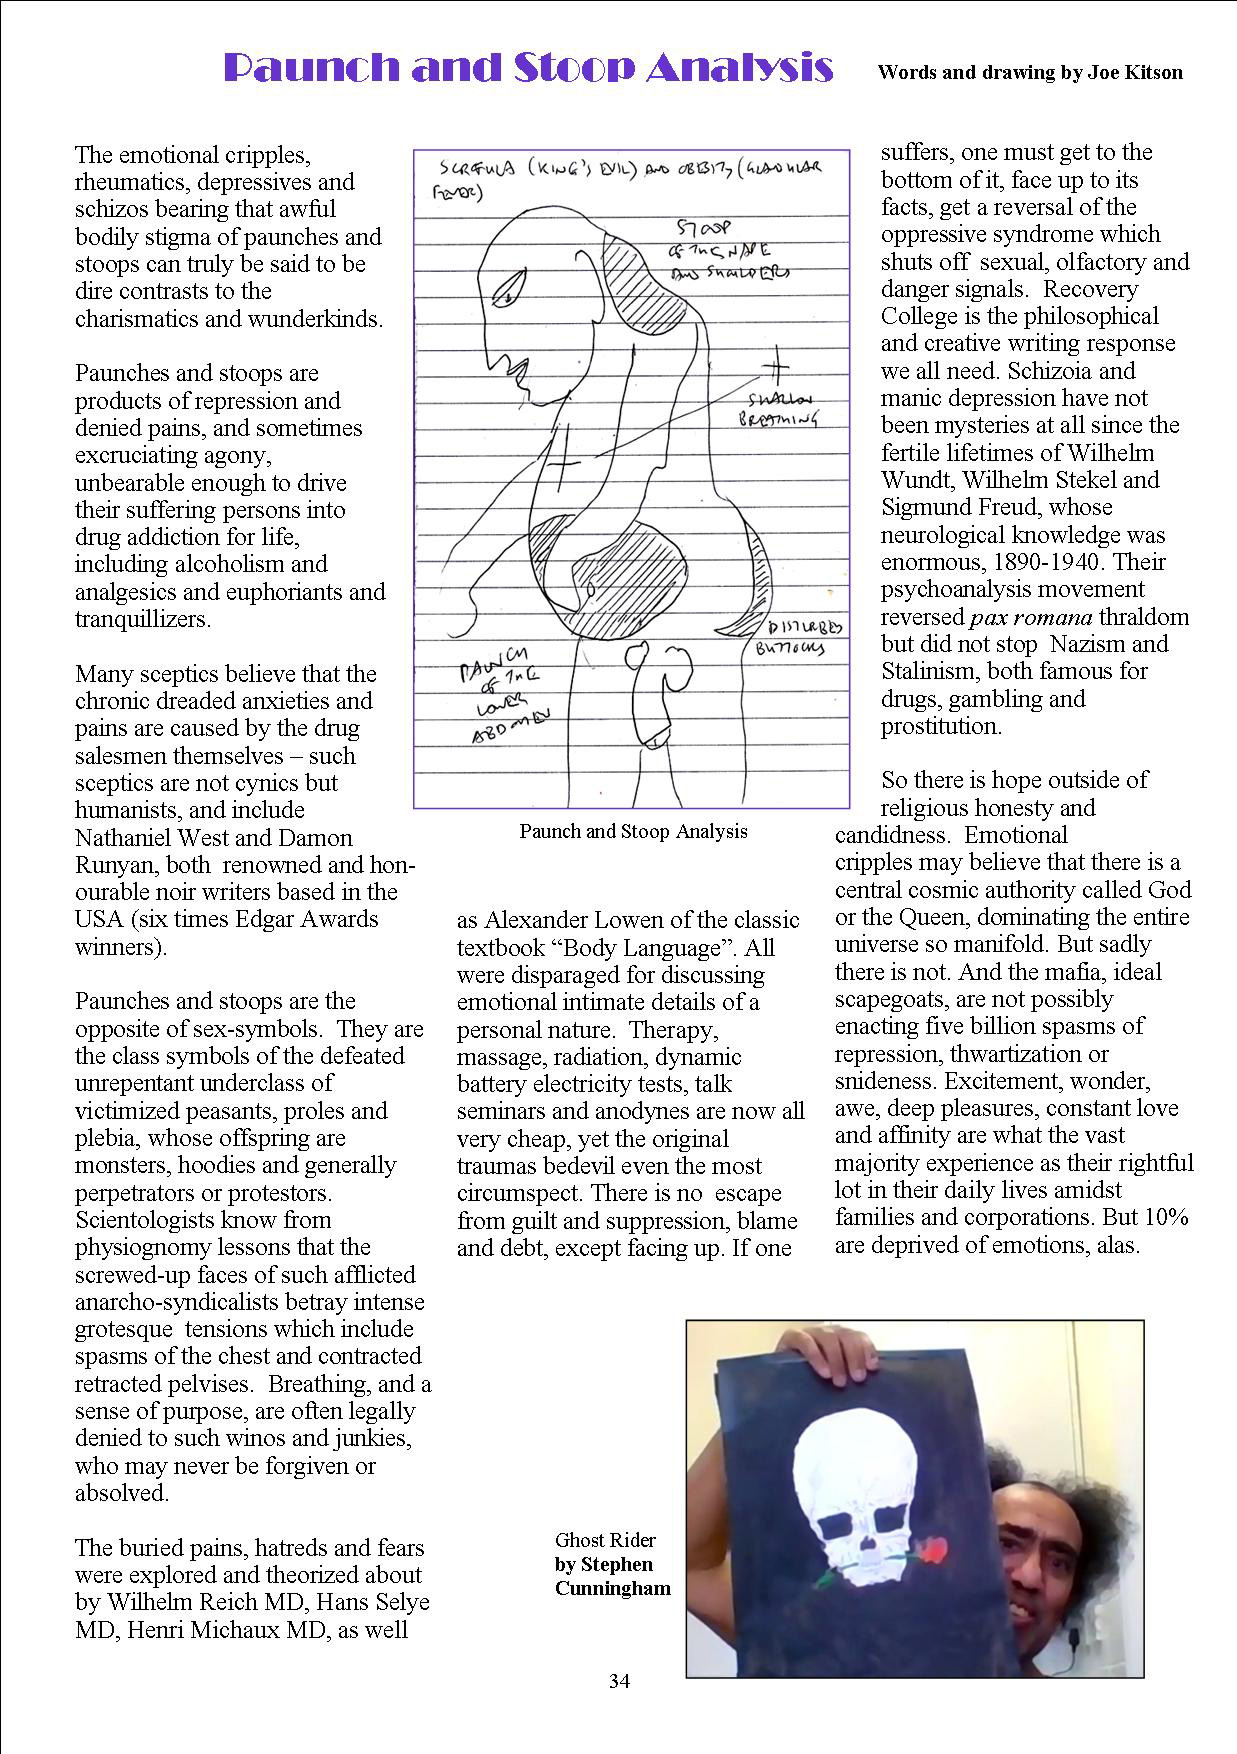 Paunch and Stoop Analysis
Words and drawing by Joe Kitson
The emotional cripples,
rheumatics, depressives and
schizos bearing that awful
bodily stigma of paunches and
stoops can truly be said to be
dire contrasts to the
charismatics and wunderkinds.
Paunches and stoops are
products of repression and
denied pains, and sometimes
excruciating agony,
unbearable enough to drive
their suffering persons into
drug addiction for life,
including alcoholism and
analgesics and euphoriants and
tranquillizers.
Many sceptics believe that the
chronic dreaded anxieties and
pains are caused by the drug
salesmen themselves – such
sceptics are not cynics but
humanists, and include
Nathaniel West and Damon
Runyan, both  renowned and hon-
ourable noir writers based in the
USA (six times Edgar Awards
winners).
Paunches and stoops are the
opposite of sex-symbols.  They are
the class symbols of the defeated
unrepentant underclass of
victimized peasants, proles and
plebia, whose offspring are
monsters, hoodies and generally
perpetrators or protestors.
Scientologists know from
physiognomy lessons that the
screwed-up faces of such afflicted
anarcho-syndicalists betray intense
grotesque  tensions which include
spasms of the chest and contracted
retracted pelvises.  Breathing, and a
sense of purpose, are often legally
denied to such winos and junkies,
who may never be forgiven or
absolved.
The buried pains, hatreds and fears
were explored and theorized about
by Wilhelm Reich MD, Hans Selye
MD, Henri Michaux MD, as well
SCROFULA (KING'S EVIL) AND OBESITY (GLANDULAR
FEVER)
STOOP
OF THE NAPE
AND SHOULDERS
SHALLOW
BREATHING
DISTURBED
BUTTOCKS
PAUNCH
OF THE
LOWER
ABDOMEN
Paunch and Stoop Analysis
as Alexander Lowen of the classic
textbook “Body Language”. All
were disparaged for discussing
emotional intimate details of a
personal nature.  Therapy,
massage, radiation, dynamic
battery electricity tests, talk
seminars and anodynes are now all
very cheap, yet the original
traumas bedevil even the most
circumspect. There is no  escape
from guilt and suppression, blame
and debt, except facing up. If one
suffers, one must get to the
bottom of it, face up to its
facts, get a reversal of the
oppressive syndrome which
shuts off  sexual, olfactory and
danger signals.  Recovery
College is the philosophical
and creative writing response
we all need. Schizoia and
manic depression have not
been mysteries at all since the
fertile lifetimes of Wilhelm
Wundt, Wilhelm Stekel and
Sigmund Freud, whose
neurological knowledge was
enormous, 1890-1940. Their
psychoanalysis movement
reversed pax romana thraldom
but did not stop  Nazism and
Stalinism, both famous for
drugs, gambling and
prostitution.
So there is hope outside of
religious honesty and
candidness.  Emotional
cripples may believe that there is a
central cosmic authority called God
or the Queen, dominating the entire
universe so manifold. But sadly
there is not. And the mafia, ideal
scapegoats, are not possibly
enacting five billion spasms of
repression, thwartization or
snideness. Excitement, wonder,
awe, deep pleasures, constant love
and affinity are what the vast
majority experience as their rightful
lot in their daily lives amidst
families and corporations. But 10%
are deprived of emotions, alas.
Ghost Rider
by Stephen
Cunningham
34